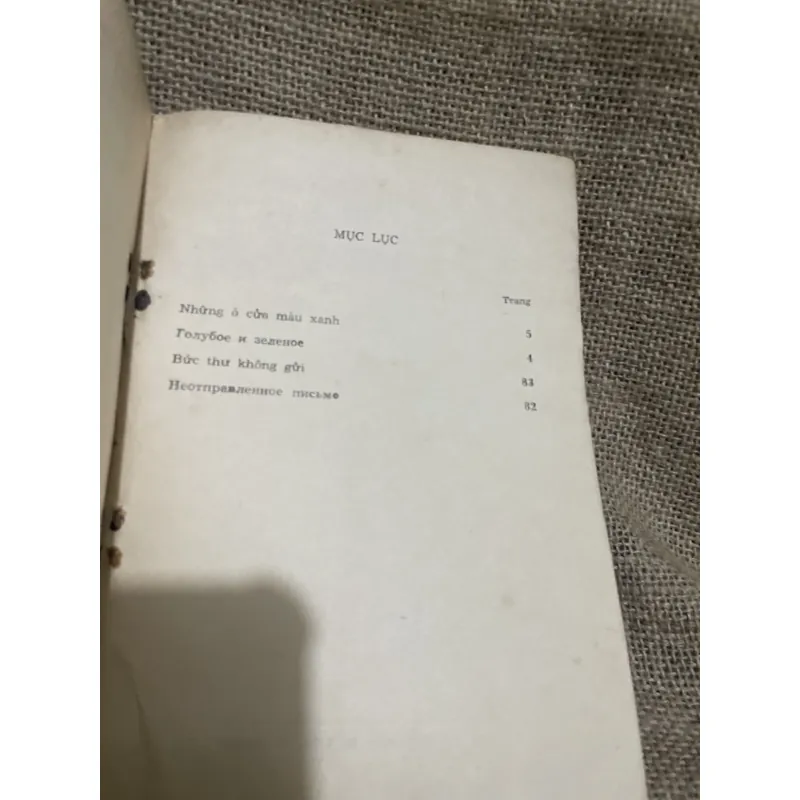 MỤC LỤC
Trang
Những ô cửa màu xanh 5
Голубое и зеленое 4
Bức thư không gửi 83
Неотправленное письмо 82